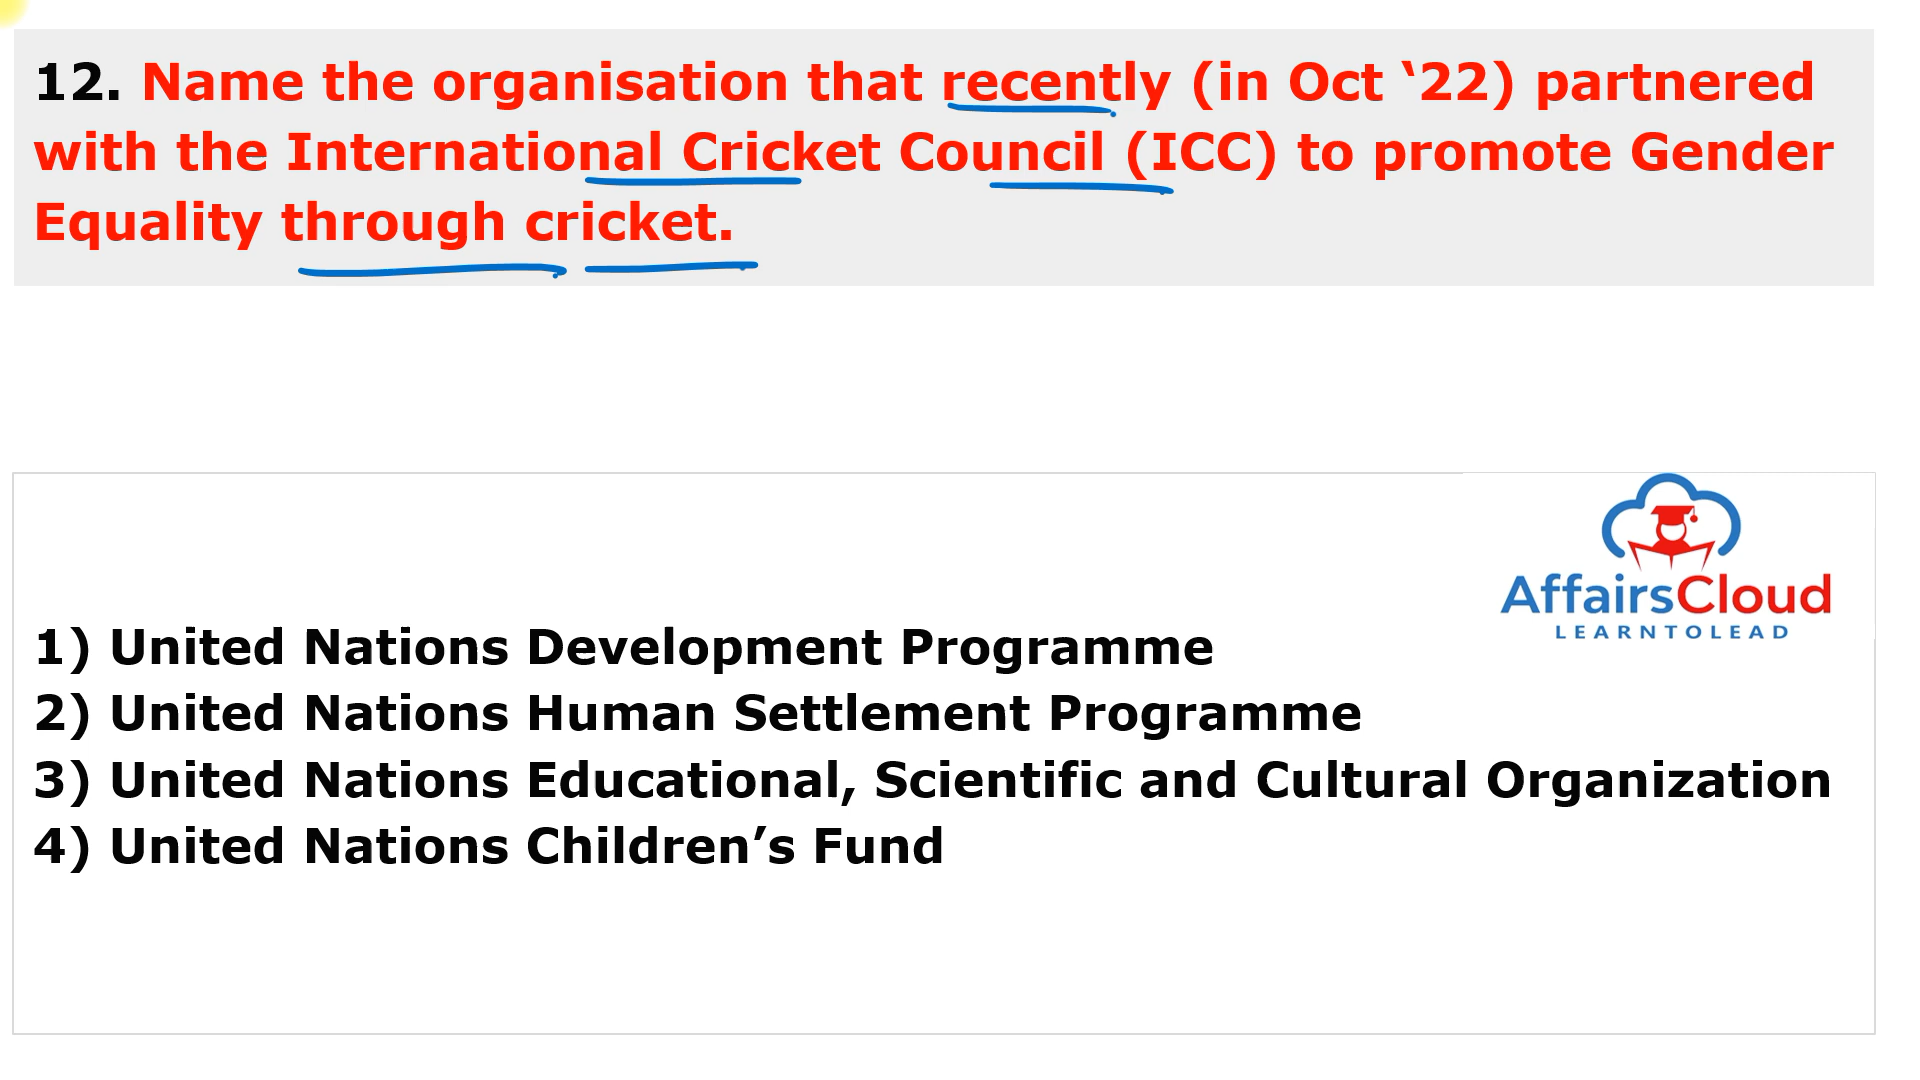 12. Name the organisation that recently (in Oct ‘22) partnered
with the International Cricket Council (ICC) to promote Gender
Equality through cricket.
AffairsCloud
LEARNTOLEAD
1) United Nations Development Programme
2) United Nations Human Settlement Programme
3) United Nations Educational, Scientific and Cultural Organization
4) United Nations Children’s Fund